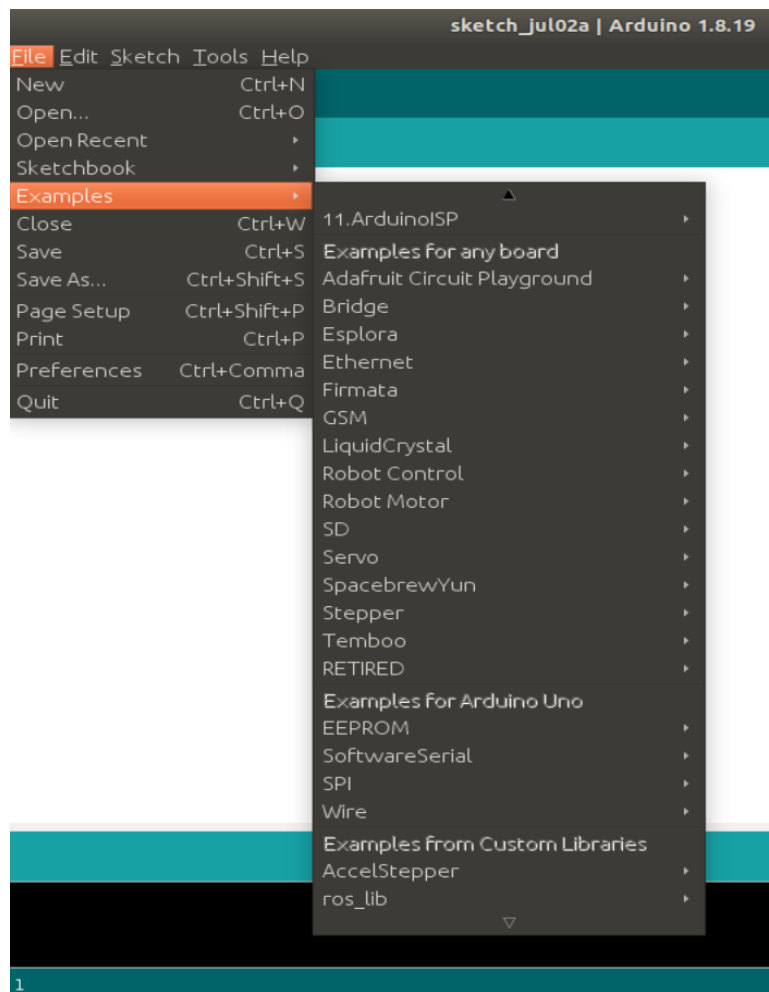 sketch_jul02a | Arduino 1.8.19
File Edit Sketch Tools Help
New Ctrl+N
Open... Ctrl+O
Open Recent
Sketchbook
Examples
Close Ctrl+W
Save Ctrl+S
Save As... Ctrl+Shift+S
Page Setup Ctrl+Shift+P
Print Ctrl+P
Preferences Ctrl+Comma
Quit Ctrl+Q
11.ArduinoISP
Examples for any board
Adafruit Circuit Playground
Bridge
Esplora
Ethernet
Firmata
GSM
LiquidCrystal
Robot Control
Robot Motor
SD
Servo
SpacebrewYun
Stepper
Temboo
RETIRED
Examples for Arduino Uno
EEPROM
SoftwareSerial
SPI
Wire
Examples from Custom Libraries
AccelStepper
ros_lib
1